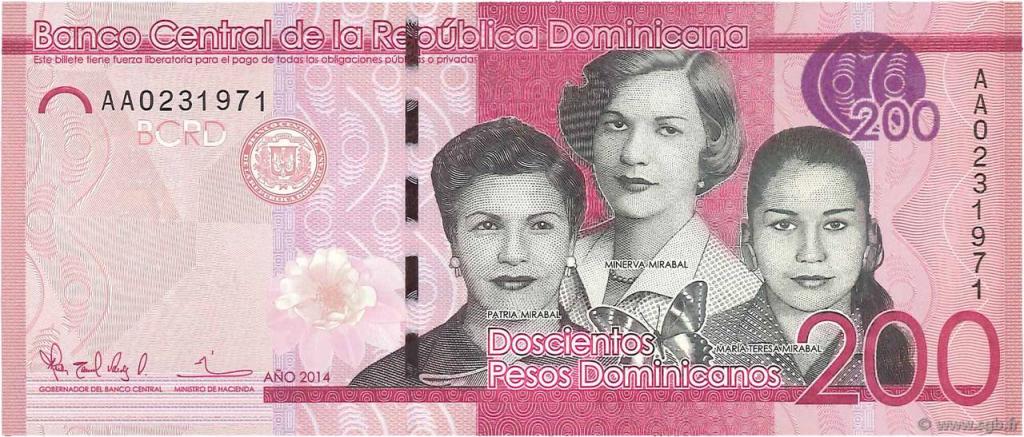 Banco Central de la República Dominicana
Este billete tiene fuerza liberatoria para el pago de todas las obligaciones públicas o privadas
AA0231971
BCRD
200
AA0231971
MINERVA MIRABAL
PATRIA MIRABAL
MARÍA TERESA MIRABAL
Doscientos
Pesos Dominicanos
200
GOBERNADOR DEL BANCO CENTRAL
MINISTRO DE HACIENDA
AÑO 2014
© www.cgb.fr